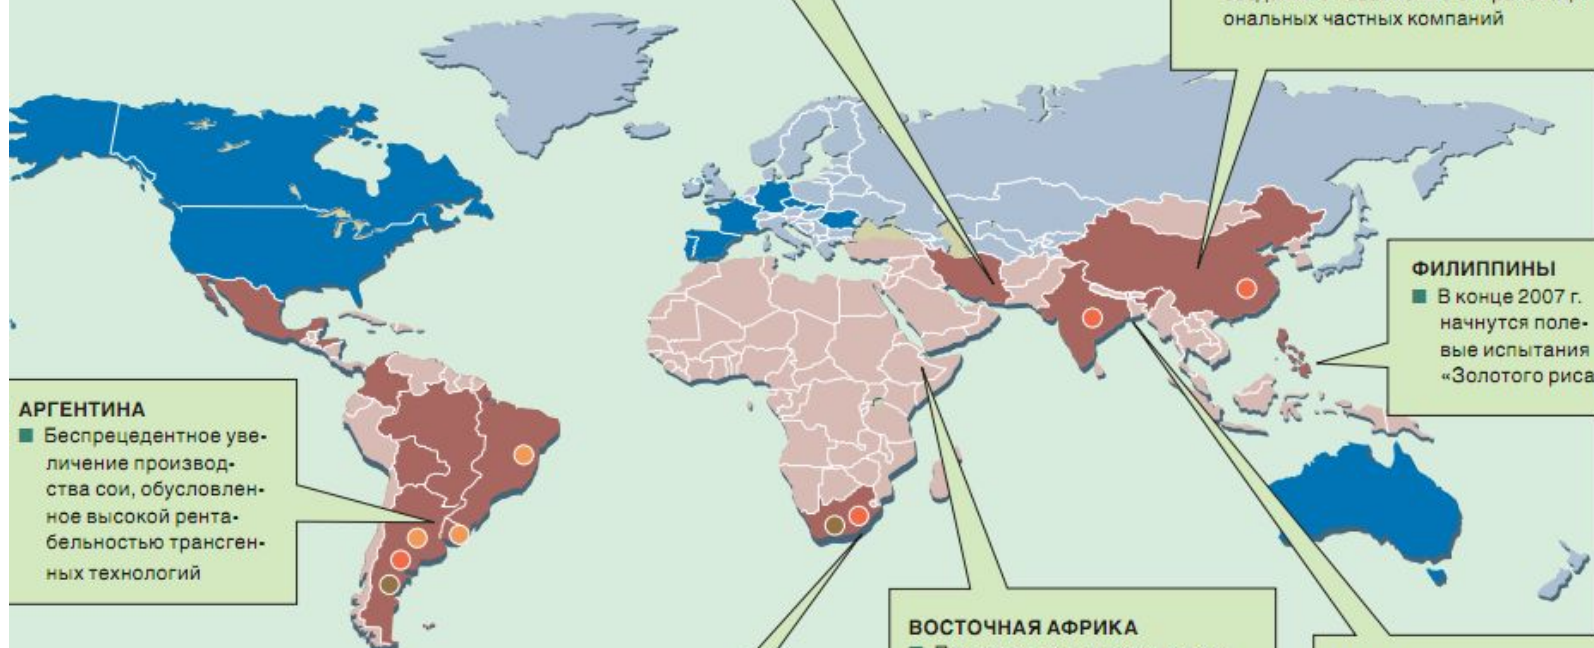 ональных частных компаний
ФИЛИППИНЫ
■ В конце 2007 г.
начнутся поле-
вые испытания
«Золотого риса
АРГЕНТИНА
■ Беспрецедентное уве-
личение производ-
ства сои, обусловлен-
ное высокой рента-
бельностью трансген-
ных технологий
ВОСТОЧНАЯ АФРИКА